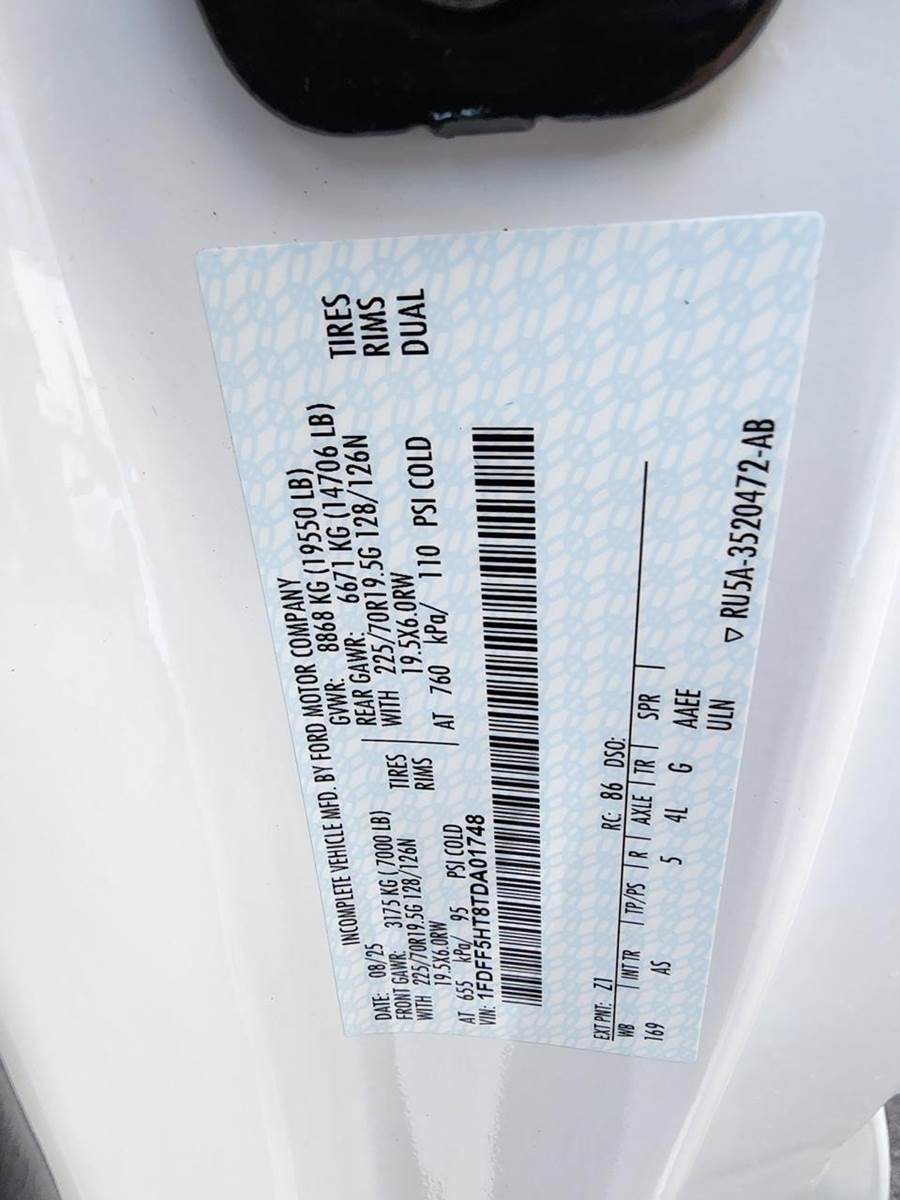 INCOMPLETE VEHICLE MFD. BY FORD MOTOR COMPANY
DATE: 08/25 GVWR: 8868 KG (19550 LB)
FRONT GAWR: 3175 KG (7000 LB) REAR GAWR: 6671 KG (14706 LB)
WITH 225/70R19.5G 128/126N TIRES WITH 225/70R19.5G 128/126N TIRES
19.5X6.0RW RIMS 19.5X6.0RW RIMS
AT 655 kPa/ 95 PSI COLD AT 760 kPa/ 110 PSI COLD DUAL
VIN: 1FDFF5HT8TDA01748
EXT PNT: Z1 RC: 86 DSO:
WB INT TR TP/PS R AXLE TR SPR
169 AS 5 4L G AAEE
ULN
▽ RU5A-3520472-AB